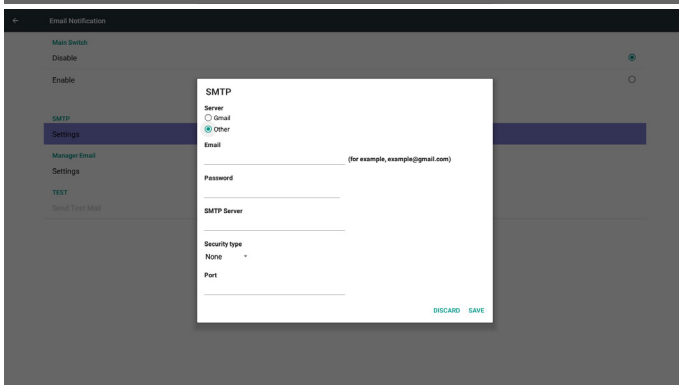 Email Notification
Main Switch
Disable
Enable
SMTP
Settings
Manager Email
Settings
TEST
Send Test Mail
SMTP
Server
Gmail
Other
Email
(for example, example@gmail.com)
Password
SMTP Server
Security type
None
Port
DISCARD SAVE